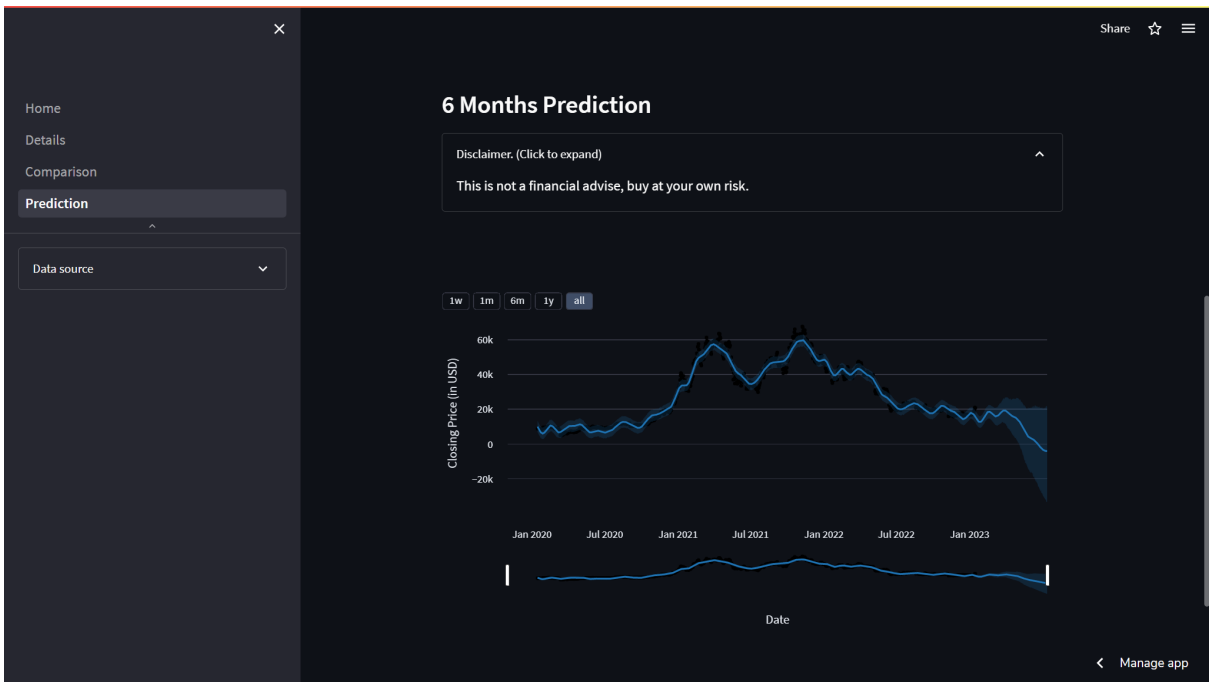 Share
Home
Details
Comparison
Prediction
Data source
6 Months Prediction
Disclaimer. (Click to expand)
This is not a financial advise, buy at your own risk.
1w 1m 6m 1y all
Closing Price (in USD)
60k
40k
20k
0
−20k
Jan 2020 Jul 2020 Jan 2021 Jul 2021 Jan 2022 Jul 2022 Jan 2023
Date
Manage app